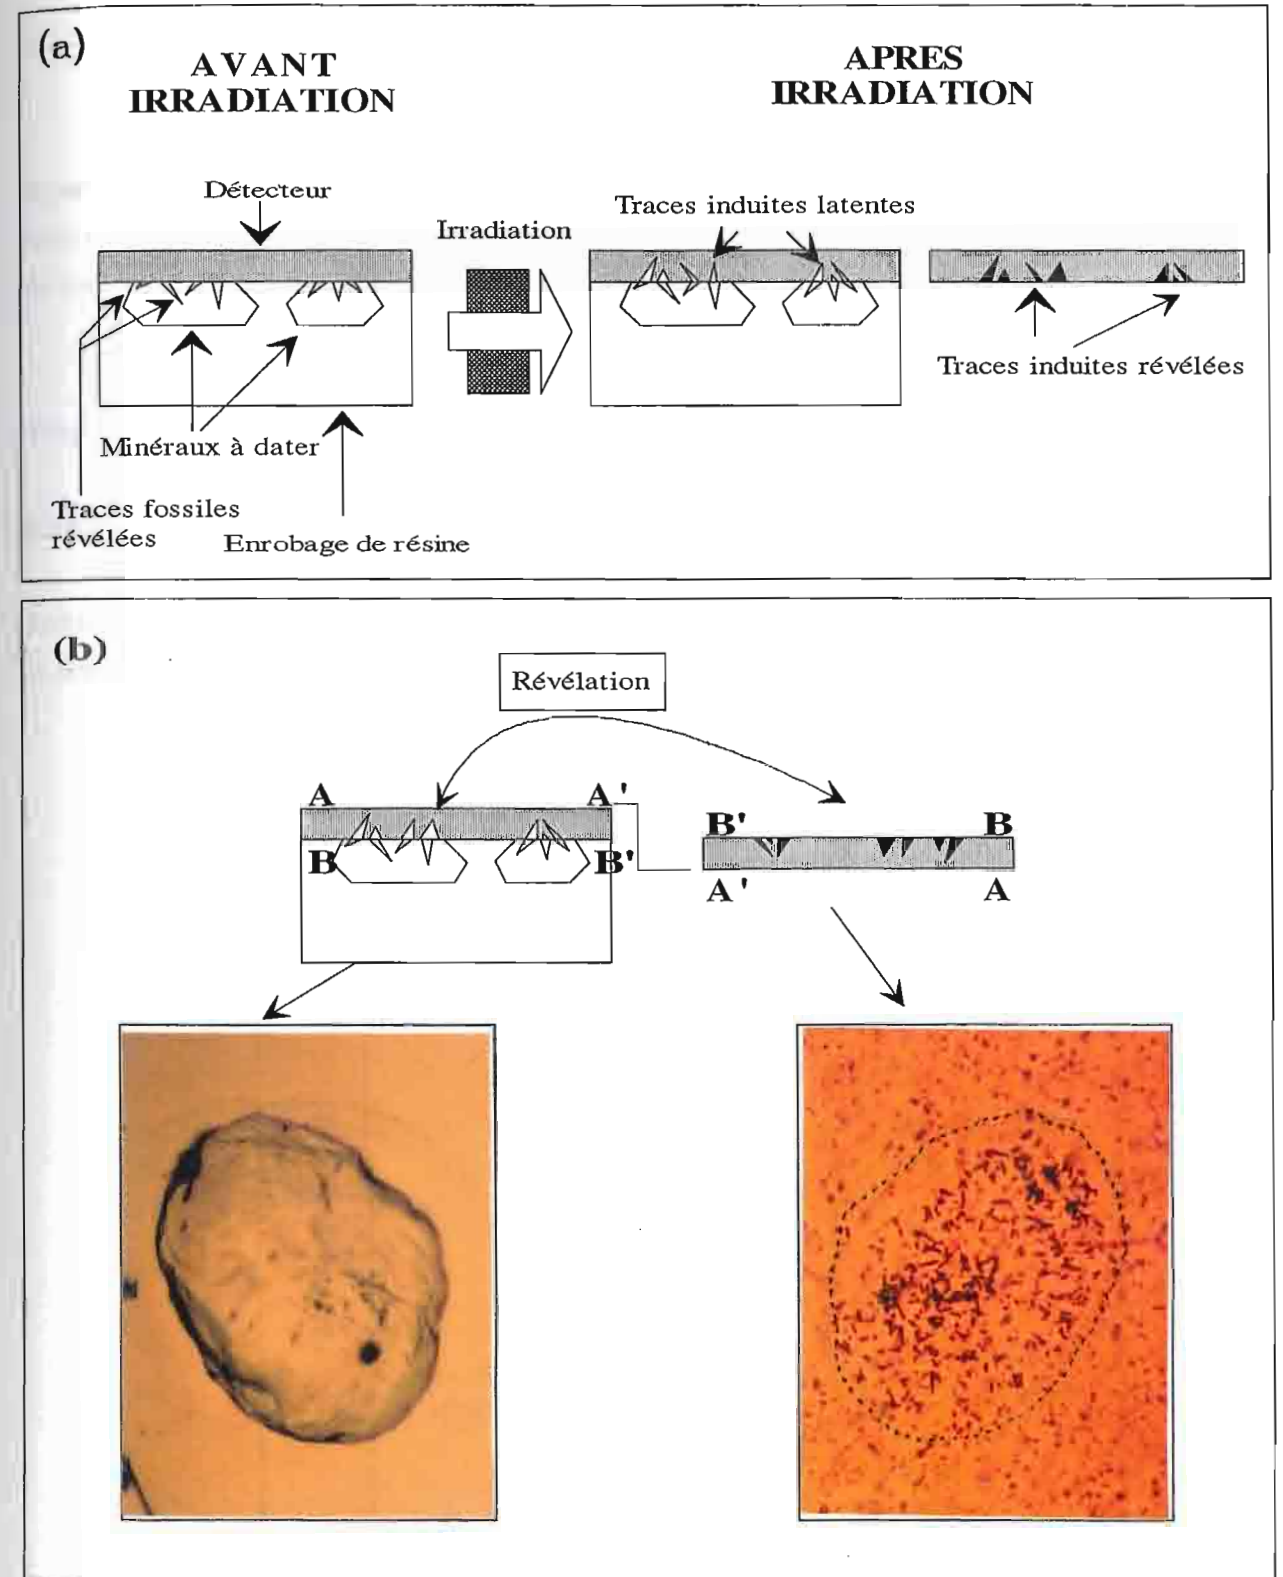 (a)
AVANT
IRRADIATION
APRES
IRRADIATION
Détecteur
Irradiation
Traces induites latentes
Traces induites révélées
Minéraux à dater
Traces fossiles
révélées
Enrobage de résine
(b)
Révélation
A A'
B B'
B' B
A' A